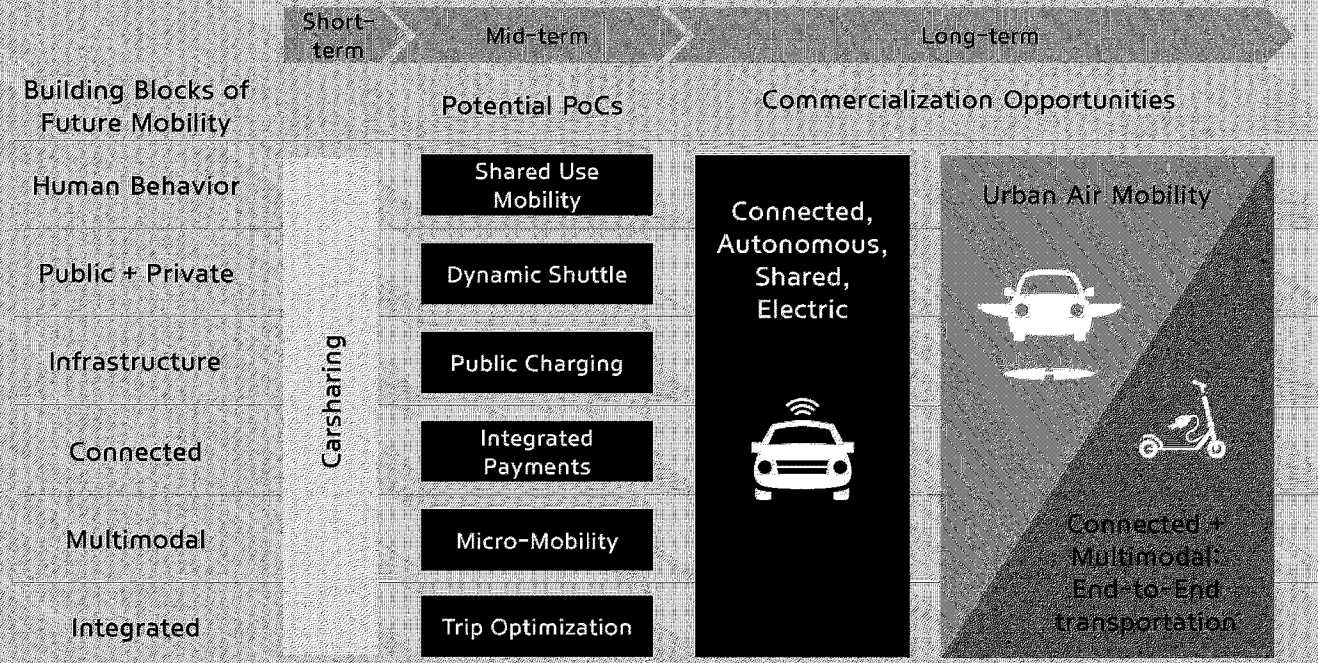 Short-
term
Mid-term
Long-term
Building Blocks of
Future Mobility
Potential PoCs
Commercialization Opportunities
Human Behavior
Public + Private
Infrastructure
Connected
Multimodal
Integrated
Carsharing
Shared Use
Mobility
Dynamic Shuttle
Public Charging
Integrated
Payments
Micro-Mobility
Trip Optimization
Connected,
Autonomous,
Shared,
Electric
Urban Air Mobility
Connected +
Multimodal:
End-to-End
transportation